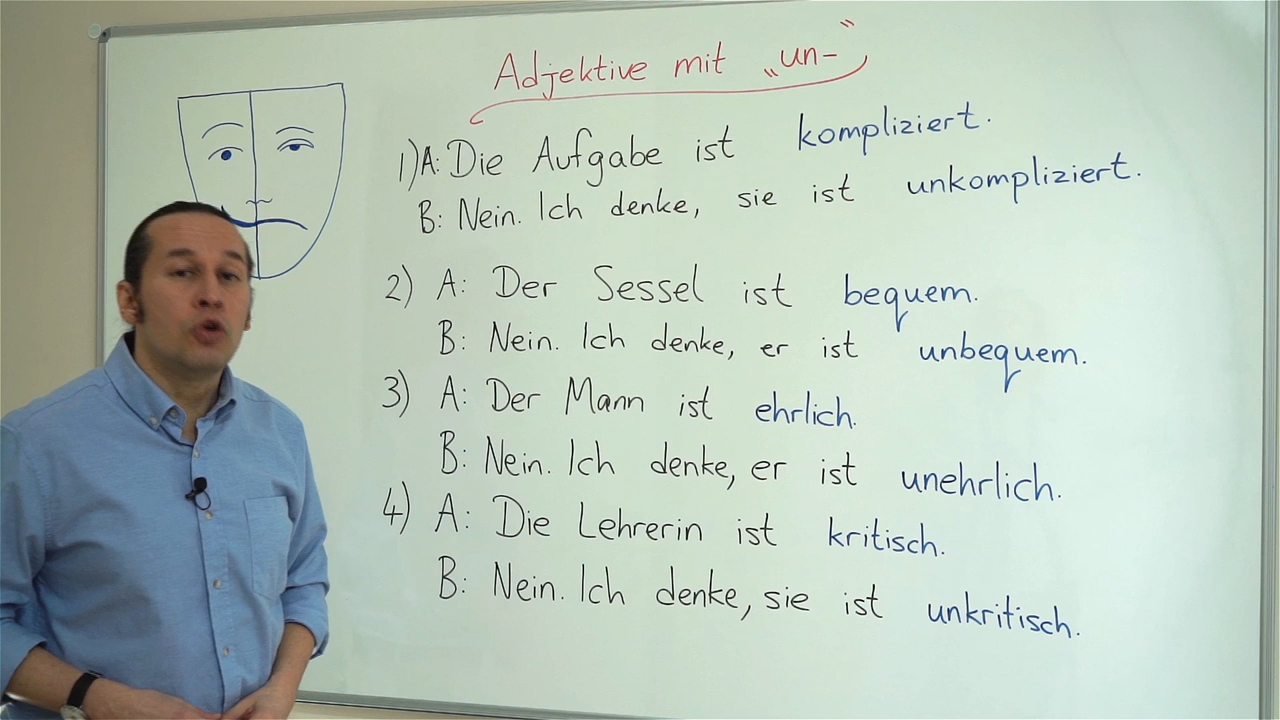 Adjektive mit „un-“
1) A: Die Aufgabe ist kompliziert.
B: Nein. Ich denke, sie ist unkompliziert.
2) A: Der Sessel ist bequem.
B: Nein. Ich denke, er ist unbequem.
3) A: Der Mann ist ehrlich.
B: Nein. Ich denke, er ist unehrlich.
4) A: Die Lehrerin ist kritisch.
B: Nein. Ich denke, sie ist unkritisch.